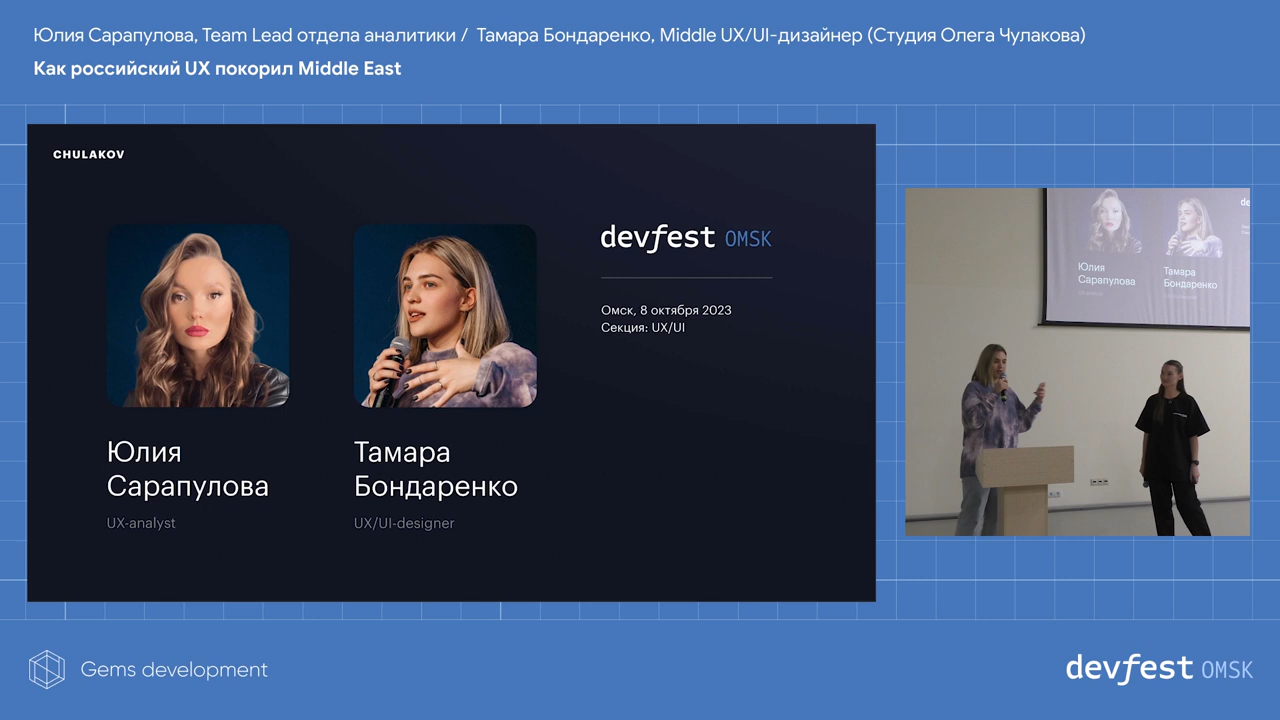 Юлия Сарапулова, Team Lead отдела аналитики / Тамара Бондаренко, Middle UX/UI-дизайнер (Студия Олега Чулакова)
Как российский UX покорил Middle East
CHULAKOV
devfest OMSK
Омск, 8 октября 2023
Секция: UX/UI
Юлия
Сарапулова
UX-analyst
Тамара
Бондаренко
UX/UI-designer
de
Юлия
Сарапулова
Тамара
Бондаренко
Gems development
devfest OMSK